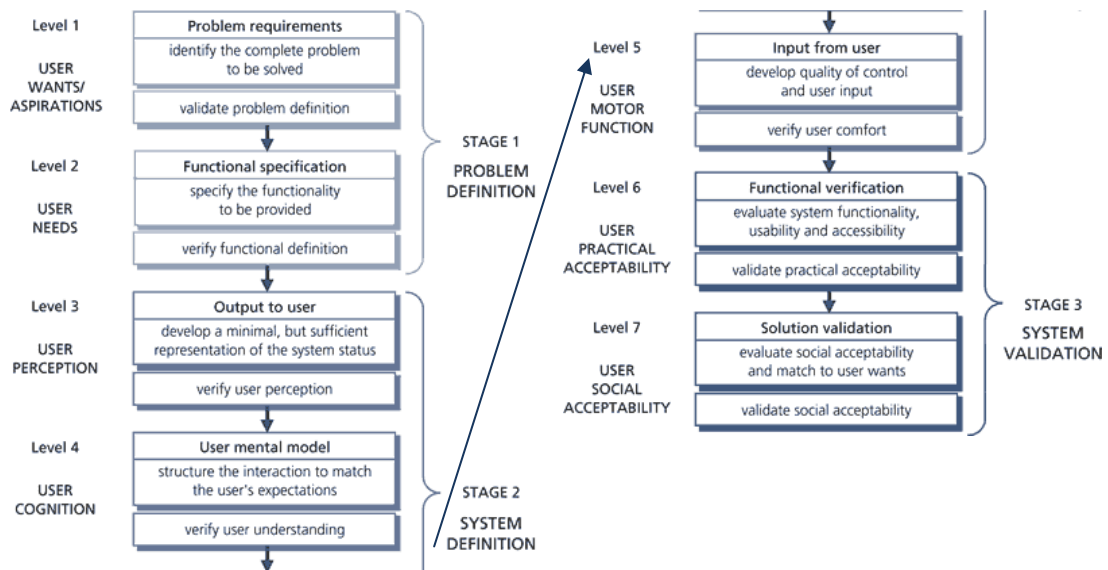 Level 1
USER
WANTS/
ASPIRATIONS
Problem requirements
identify the complete problem
to be solved
validate problem definition
Level 2
USER
NEEDS
Functional specification
specify the functionality
to be provided
verify functional definition
STAGE 1
PROBLEM
DEFINITION
Level 3
USER
PERCEPTION
Output to user
develop a minimal, but sufficient
representation of the system status
verify user perception
Level 4
USER
COGNITION
User mental model
structure the interaction to match
the user's expectations
verify user understanding
STAGE 2
SYSTEM
DEFINITION
Level 5
USER
MOTOR
FUNCTION
Input from user
develop quality of control
and user input
verify user comfort
Level 6
USER
PRACTICAL
ACCEPTABILITY
Functional verification
evaluate system functionality,
usability and accessibility
validate practical acceptability
Level 7
USER
SOCIAL
ACCEPTABILITY
Solution validation
evaluate social acceptability
and match to user wants
validate social acceptability
STAGE 3
SYSTEM
VALIDATION